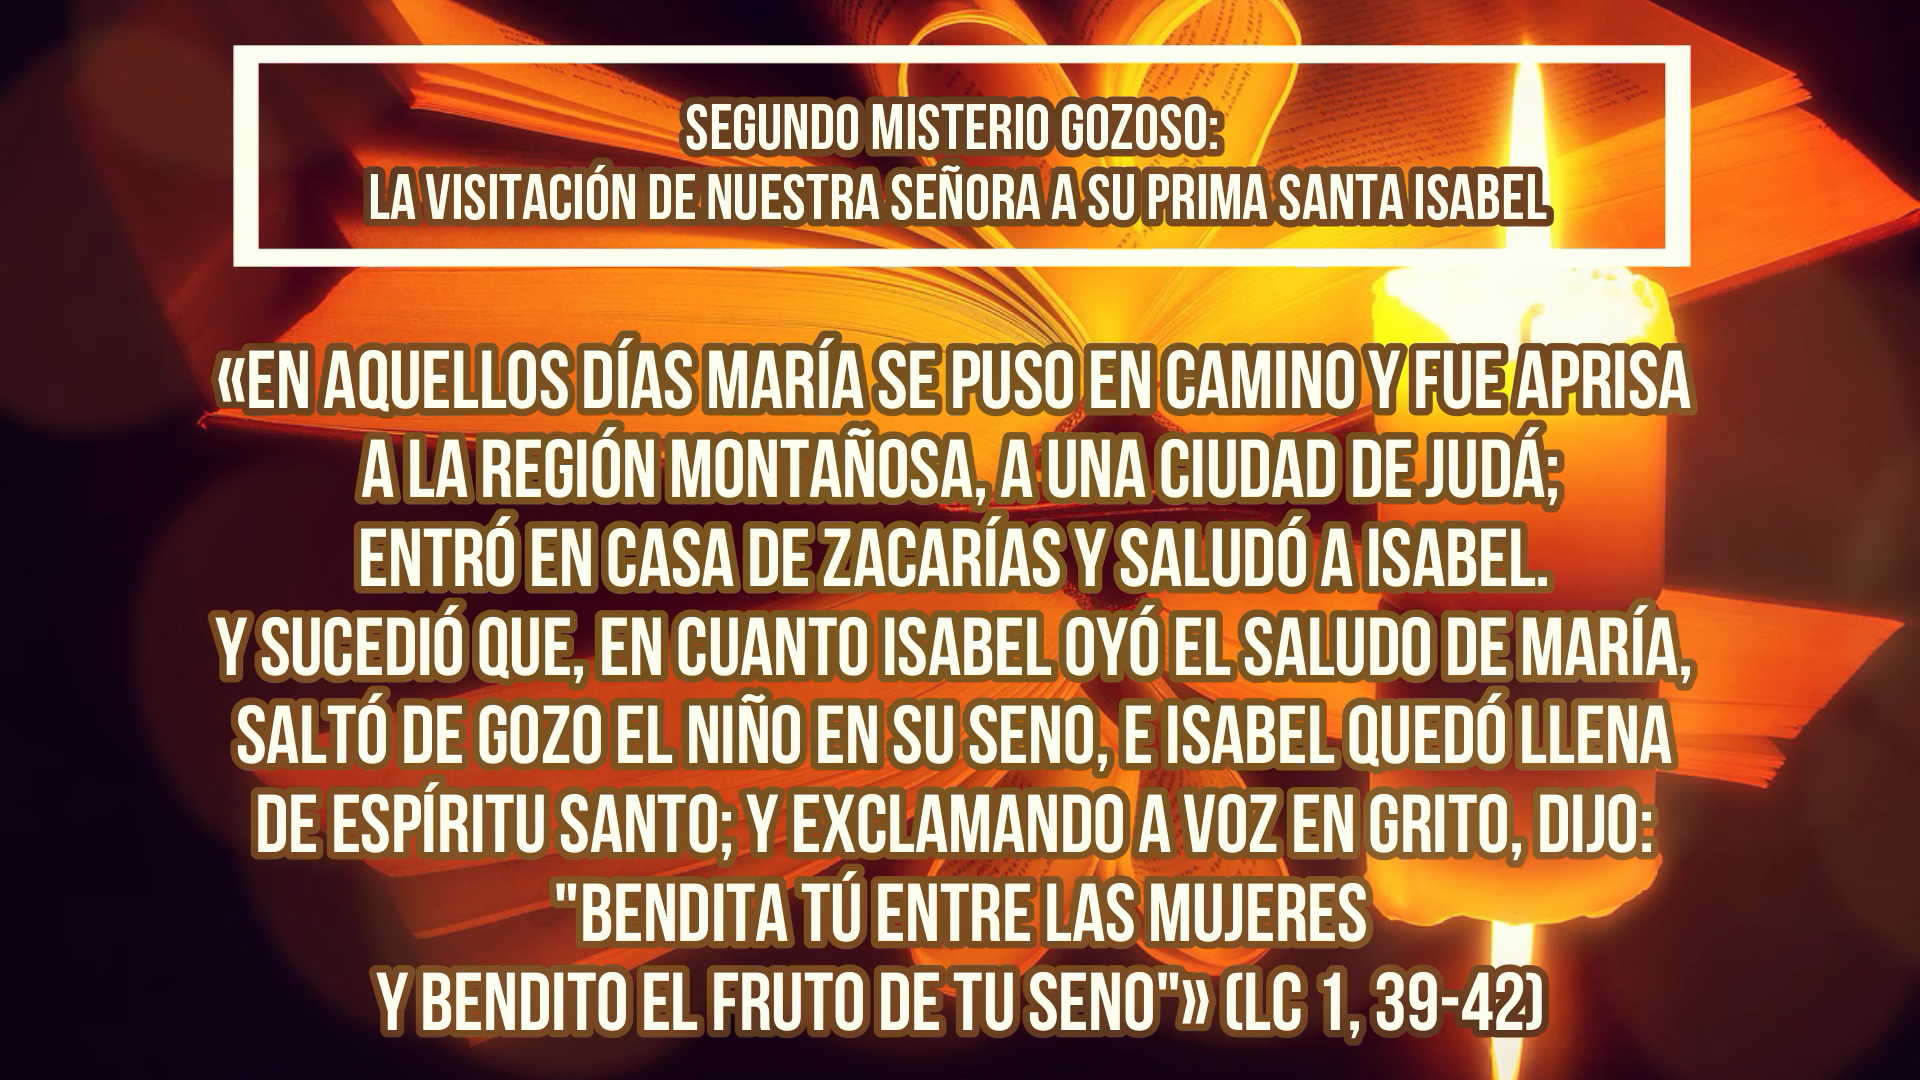 SEGUNDO MISTERIO GOZOSO:
LA VISITACIÓN DE NUESTRA SEÑORA A SU PRIMA SANTA ISABEL
«EN AQUELLOS DÍAS MARÍA SE PUSO EN CAMINO Y FUE APRISA
A LA REGIÓN MONTAÑOSA, A UNA CIUDAD DE JUDÁ;
ENTRÓ EN CASA DE ZACARÍAS Y SALUDÓ A ISABEL.
Y SUCEDIÓ QUE, EN CUANTO ISABEL OYÓ EL SALUDO DE MARÍA,
SALTÓ DE GOZO EL NIÑO EN SU SENO, E ISABEL QUEDÓ LLENA
DE ESPÍRITU SANTO; Y EXCLAMANDO A VOZ EN GRITO, DIJO:
"BENDITA TÚ ENTRE LAS MUJERES
Y BENDITO EL FRUTO DE TU SENO"» (LC 1, 39-42)